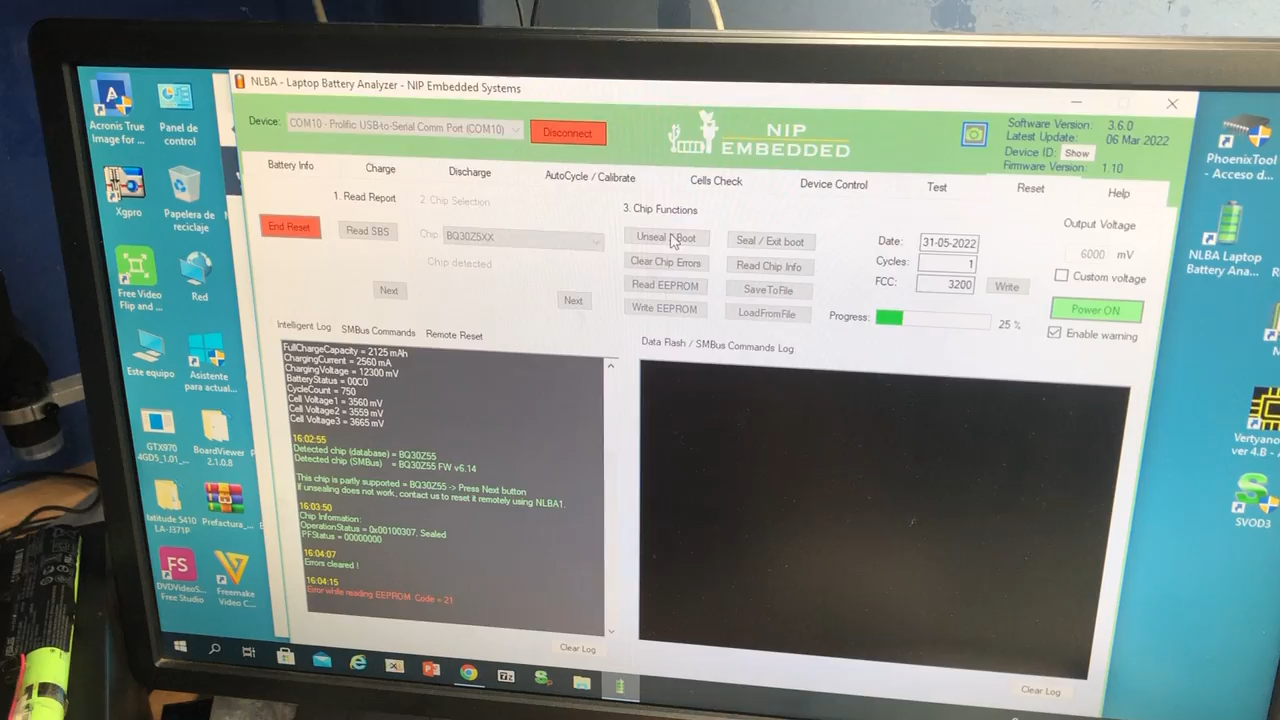 NLBA - Laptop Battery Analyzer - NIP Embedded Systems
Device:
COM10 - Prolific USB-to-Serial Comm Port (COM10)
Disconnect
NIP
EMBEDDED
Software Version: 3.6.0
Latest Update: 06 Mar 2022
Device ID: Show
Firmware Version: 1.10
Battery Info
Charge
Discharge
AutoCycle / Calibrate
Cells Check
Device Control
Test
Reset
Help
1. Read Report
2. Chip Selection
3. Chip Functions
End Reset
Read SBS
Chip
BQ30Z5XX
Chip detected
Next
Next
Unseal Boot
Seal / Exit boot
Clear Chip Errors
Read Chip Info
Read EEPROM
SaveToFile
Write EEPROM
LoadFromFile
Date: 31-05-2022
Cycles: 1
FCC: 3200
Write
Progress: 25 %
Output Voltage
6000 mV
Custom voltage
Power ON
Enable warning
Intelligent Log
SMBus Commands
Remote Reset
Data Flash / SMBus Commands Log
FullChargeCapacity = 2125 mAh
ChargingCurrent = 2560 mA
ChargingVoltage = 12300 mV
BatteryStatus = 00C0
CycleCount = 750
Cell Voltage1 = 3560 mV
Cell Voltage2 = 3559 mV
Cell Voltage3 = 3665 mV
16:02:55
Detected chip (database) = BQ30Z55
Detected chip (SMBus) = BQ30Z55 FW v6.14
This chip is partly supported = BQ30Z55 -> Press Next button
If unsealing does not work, contact us to reset it remotely using NLBA1.
16:03:50
Chip Information:
OperationStatus = 0x00100307, Sealed
PFStatus = 00000000
16:04:07
Errors cleared !
16:04:15
Error while reading EEPROM Code = 21
Clear Log
Clear Log
Acronis True
Image for ...
Panel de
control
Xgpro
Papelera de
reciclaje
Free Video
Flip and ...
Red
Este equipo
Asistente
para actual...
GTX970
4GD5_1.01_...
BoardViewer
2.1.0.8
latitude 5410
LA-J371P
Prefactura_...
FS
DVDVideoS...
Free Studio
Freemake
Video C...
PhoenixTool
- Acceso d...
NLBA Laptop
Battery Ana...
Vertyano
ver 4.B - A
SVOD3